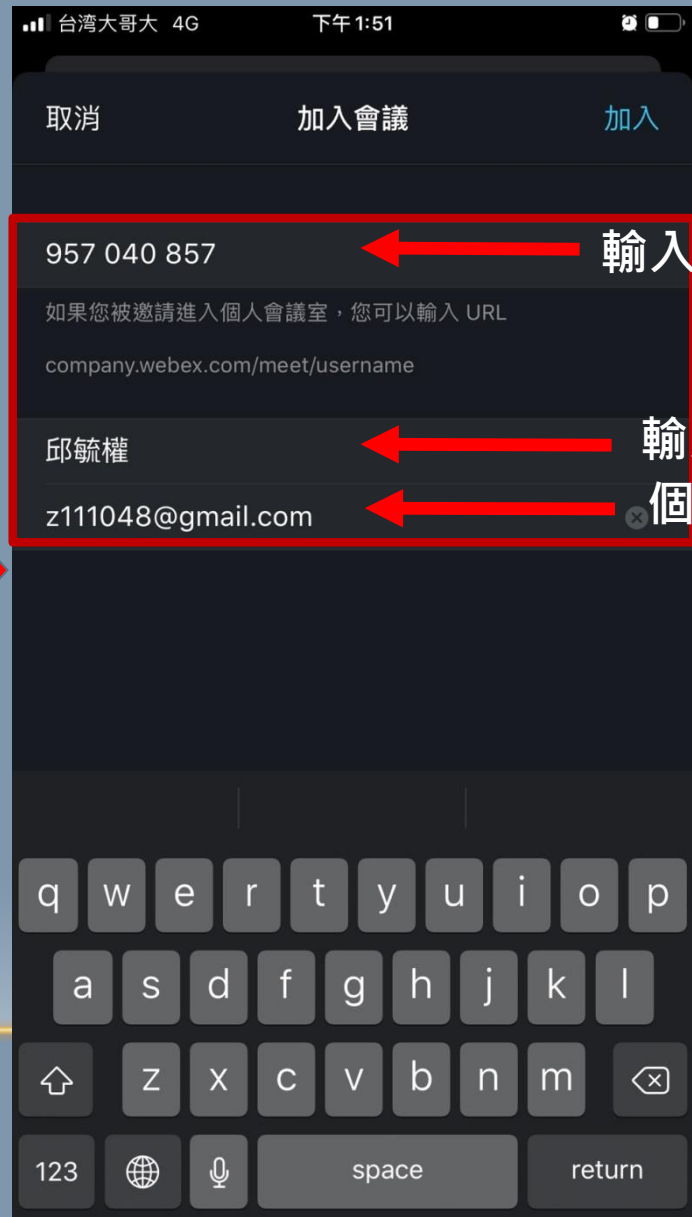 台湾大哥大 4G 下午1:51
取消 加入會議 加入
957 040 857 輸入
如果您被邀請進入個人會議室，您可以輸入 URL
company.webex.com/meet/username
邱毓權 輸
z111048@gmail.com 個
q w e r t y u i o p
a s d f g h j k l
z x c v b n m
123 space return